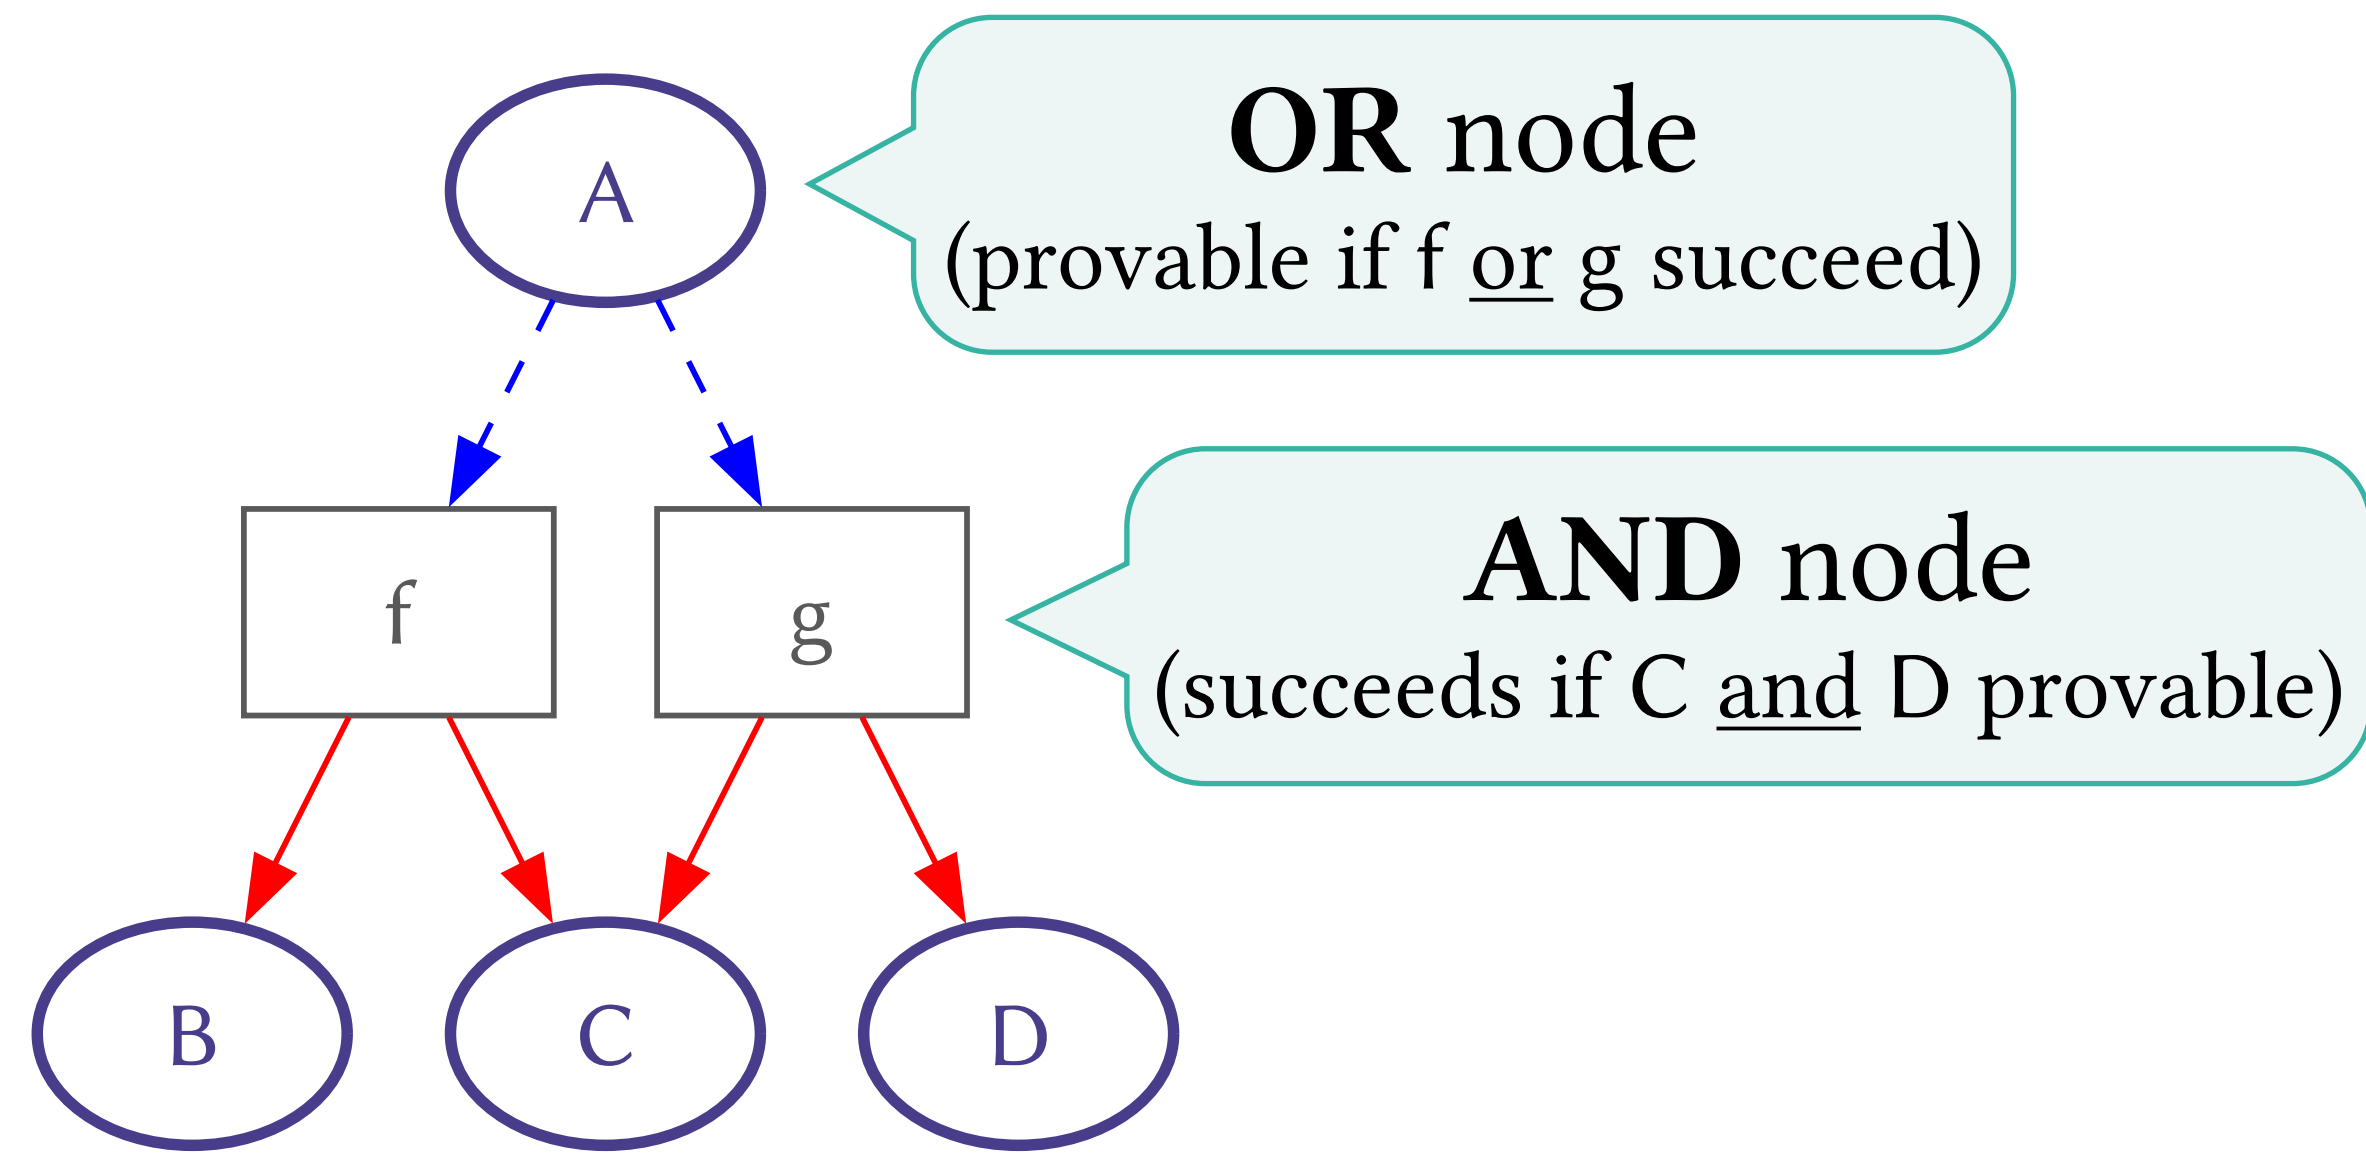 A
OR node
(provable if f or g succeed)
f
g
AND node
(succeeds if C and D provable)
B
C
D